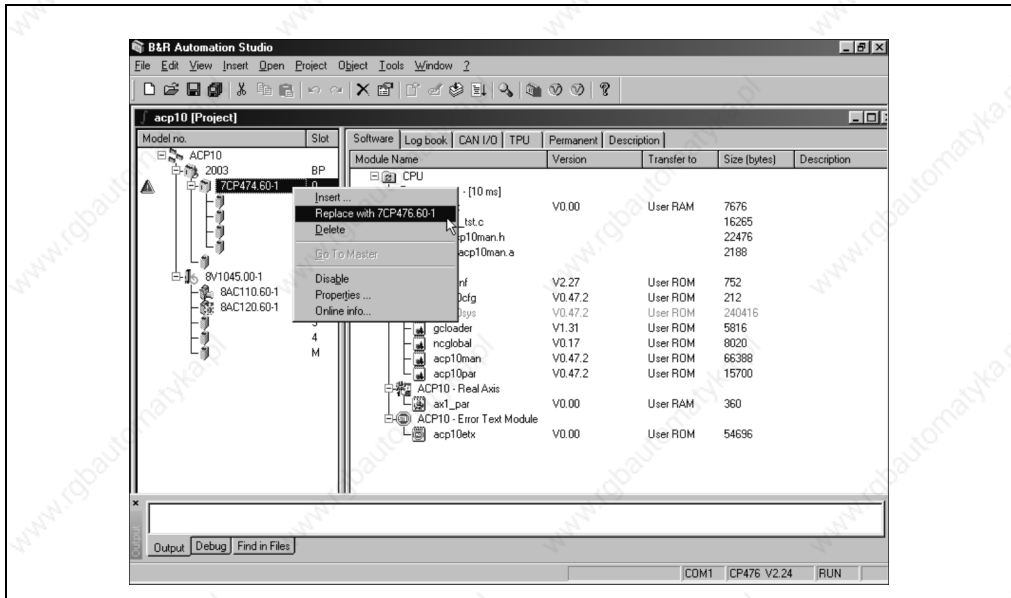 B&R Automation Studio
File Edit View Insert Open Project Object Tools Window ?
acp10 [Project]
Model no. Slot
ACP10
2003 BP
7CP474.60-1 0
8V1045.00-1
8AC110.60-1
8AC120.60-1
3
4
M
Insert ...
Replace with 7CP476.60-1
Delete
Go To Master
Disable
Properties ...
Online info...
Software Log book CAN I/O TPU Permanent Description
Module Name Version Transfer to Size (bytes) Description
CPU
- [10 ms]
V0.00 User RAM 7676
_tst.c 16265
p10man.h 22476
acp10man.a 2188
nf V2.27 User ROM 752
0cfg V0.47.2 User ROM 212
0sys V0.47.2 User ROM 240416
gcloader V1.31 User ROM 5816
ncglobal V0.17 User ROM 8020
acp10man V0.47.2 User ROM 66388
acp10par V0.47.2 User ROM 15700
ACP10 - Real Axis
ax1_par V0.00 User RAM 360
ACP10 - Error Text Module
acp10etx V0.00 User ROM 54696
Output
Output Debug Find in Files
COM1 CP476 V2.24 RUN
www.rgbautomatyka.pl